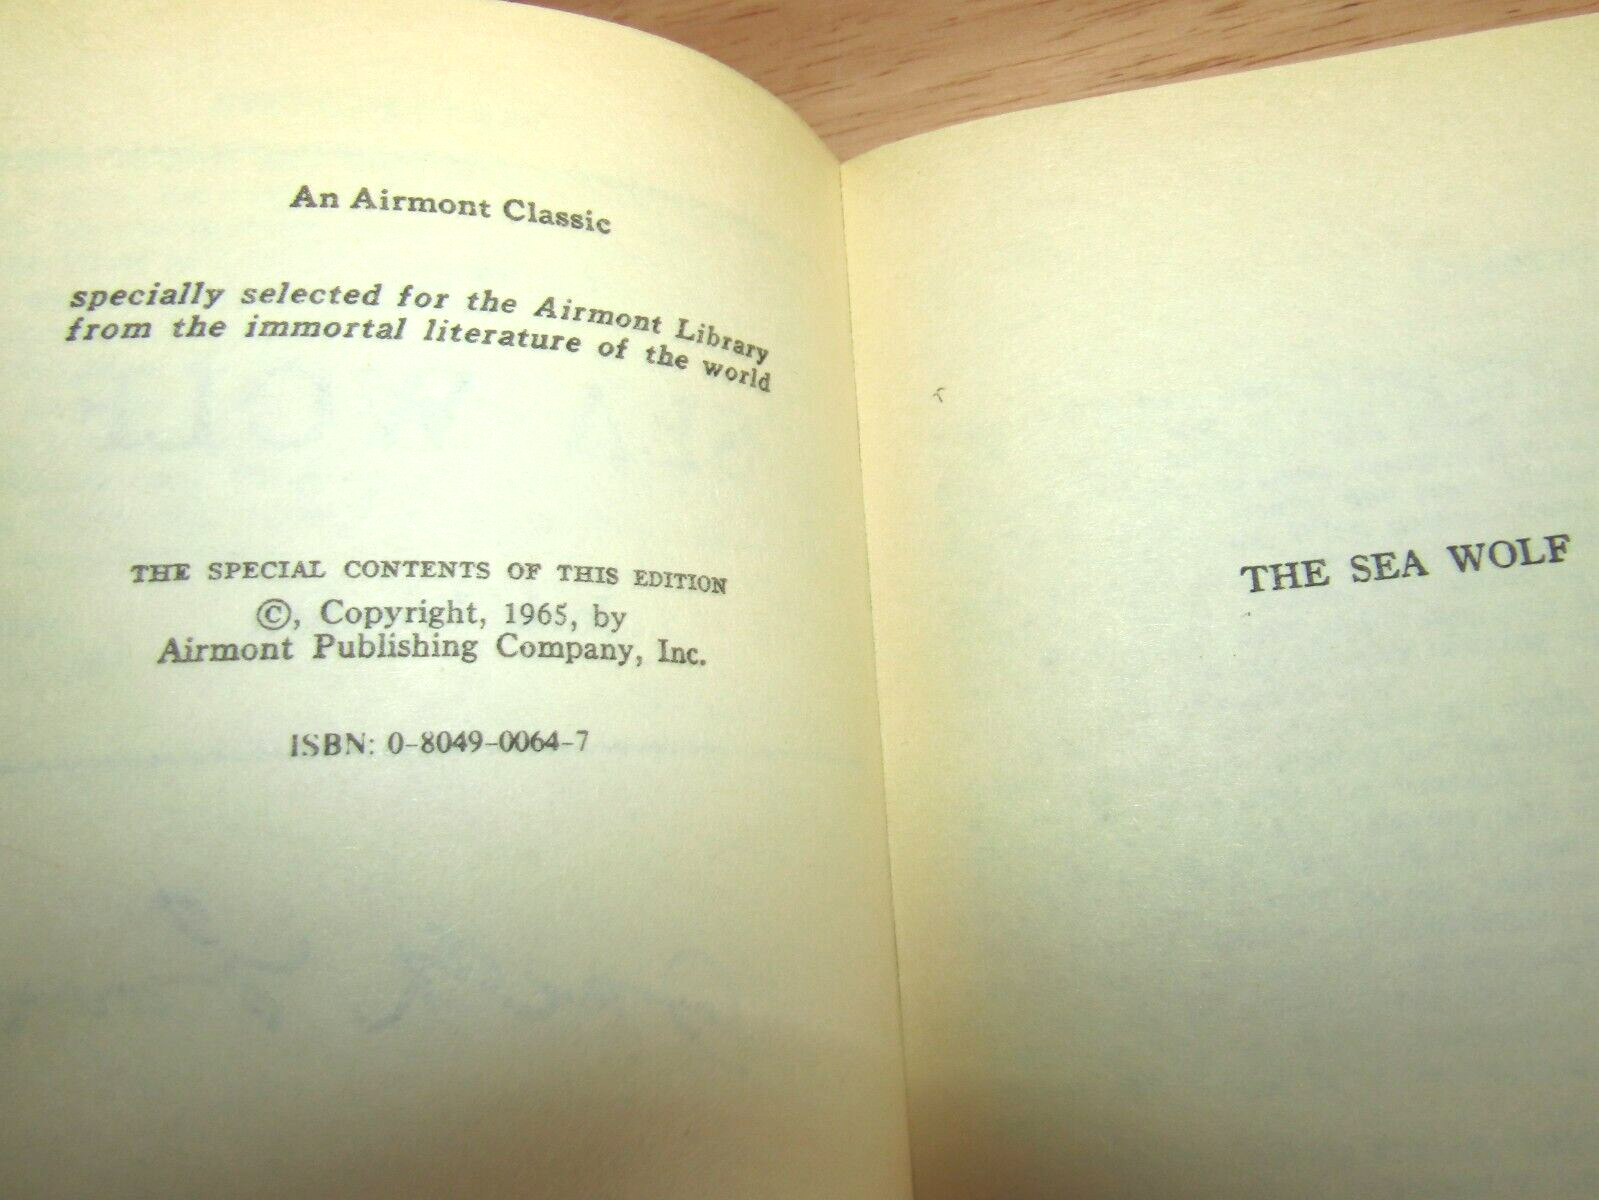 An Airmont Classic
specially selected for the Airmont Library
from the immortal literature of the world
THE SPECIAL CONTENTS OF THIS EDITION
©, Copyright, 1965, by
Airmont Publishing Company, Inc.
ISBN: 0-8049-0064-7
THE SEA WOLF